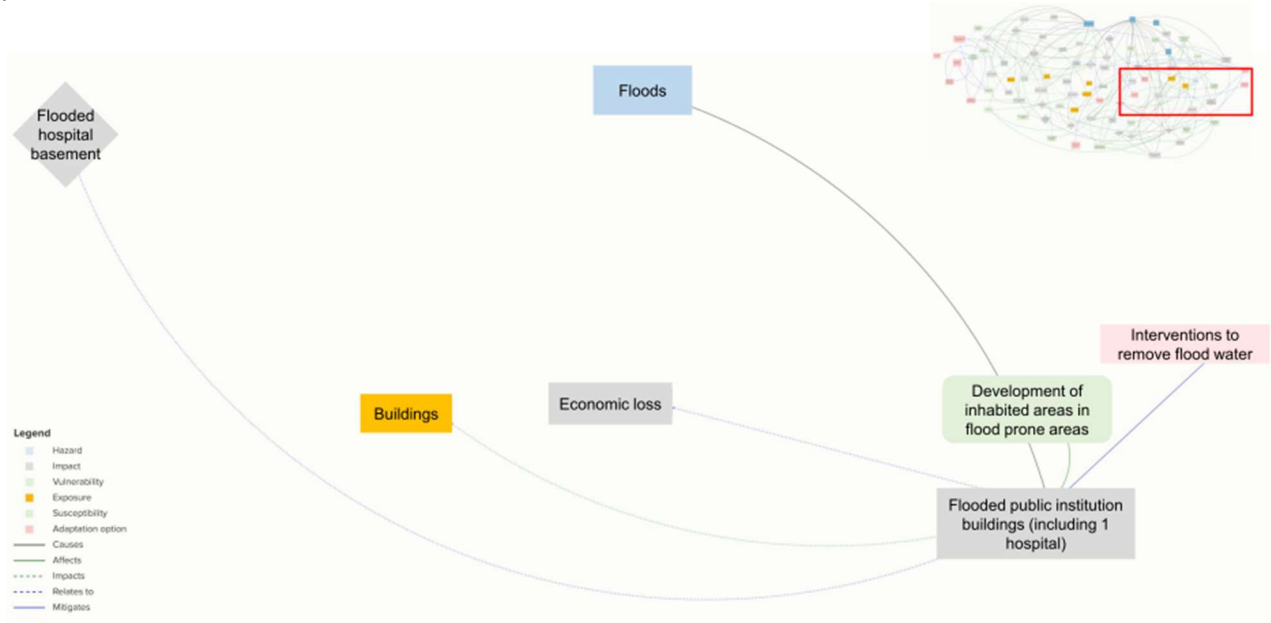 Flooded
hospital
basement
Floods
Interventions to
remove flood water
Development of
inhabited areas in
flood prone areas
Economic loss
Buildings
Flooded public institution
buildings (including 1
hospital)
Legend
Hazard
Impact
Vulnerability
Exposure
Susceptibility
Adaptation option
Causes
Affects
Impacts
Relates to
Mitigates